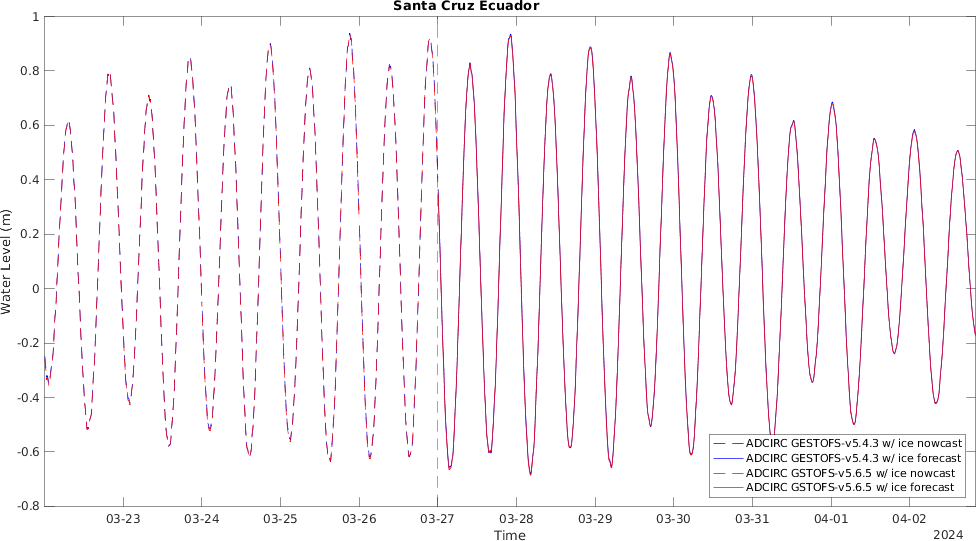 Santa Cruz Ecuador
1
0.8
0.6
0.4
0.2
0
-0.2
-0.4
-0.6
-0.8
Water Level (m)
ADCIRC GESTOFS-v5.4.3 w/ ice nowcast
ADCIRC GESTOFS-v5.4.3 w/ ice forecast
ADCIRC GSTOFS-v5.6.5 w/ ice nowcast
ADCIRC GSTOFS-v5.6.5 w/ ice forecast
03-23 03-24 03-25 03-26 03-27 03-28 03-29 03-30 03-31 04-01 04-02
Time
2024